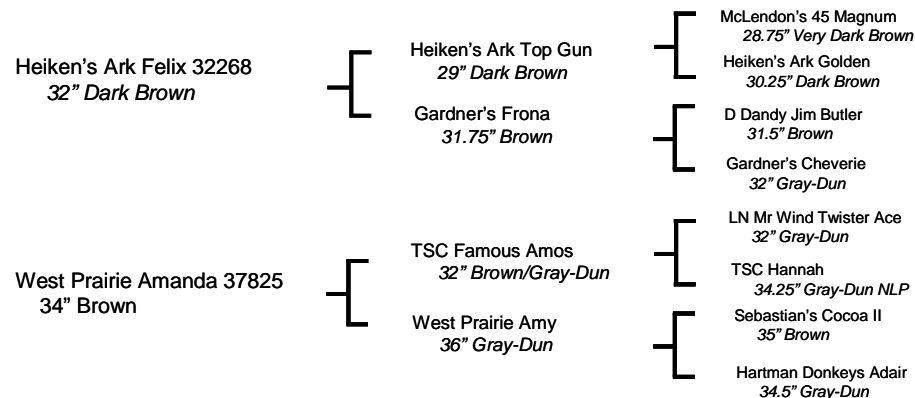 Heiken's Ark Felix 32268
32" Dark Brown
Heiken's Ark Top Gun
29" Dark Brown
McLendon's 45 Magnum
28.75" Very Dark Brown
Heiken's Ark Golden
30.25" Dark Brown
Gardner's Frona
31.75" Brown
D Dandy Jim Butler
31.5" Brown
Gardner's Cheverie
32" Gray-Dun
West Prairie Amanda 37825
34" Brown
TSC Famous Amos
32" Brown/Gray-Dun
LN Mr Wind Twister Ace
32" Gray-Dun
TSC Hannah
34.25" Gray-Dun NLP
West Prairie Amy
36" Gray-Dun
Sebastian's Cocoa II
35" Brown
Hartman Donkeys Adair
34.5" Gray-Dun